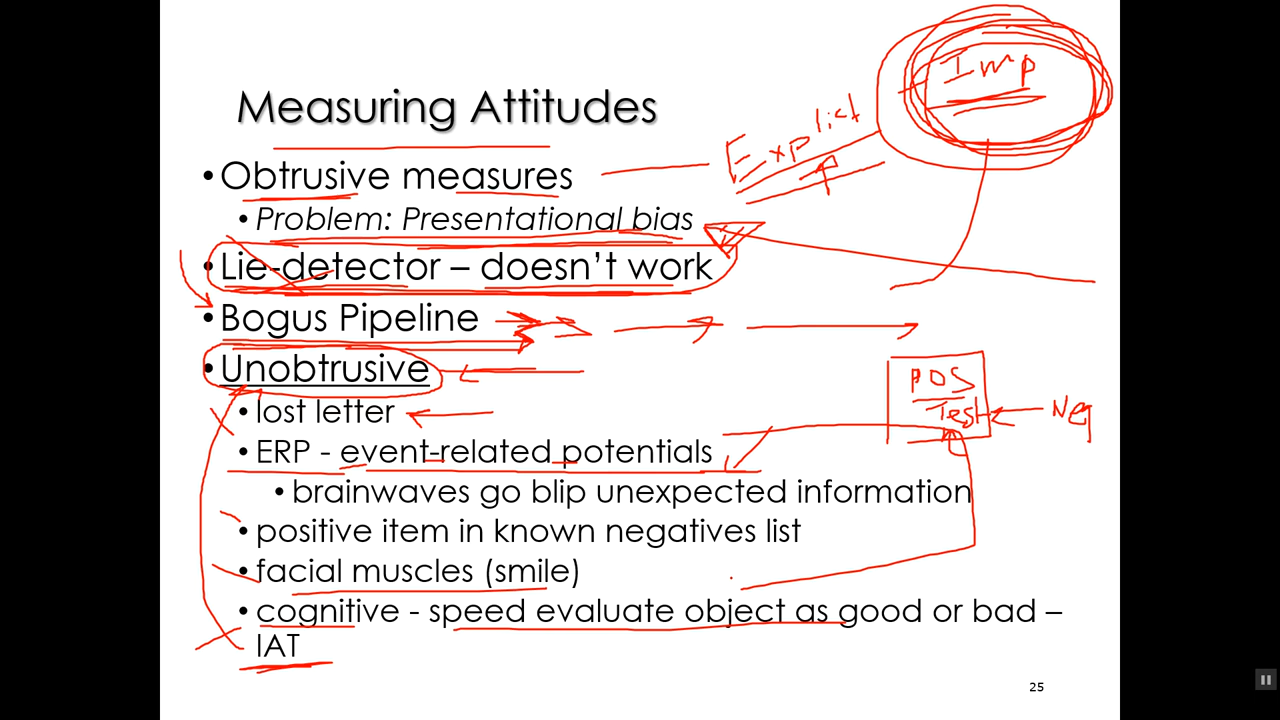 Imp
Measuring Attitudes
Explict
• Obtrusive measures
• Problem: Presentational bias
• Lie-detector – doesn't work
• Bogus Pipeline
• Unobtrusive
POS
Test
Neg
• lost letter
• ERP - event-related potentials
• brainwaves go blip unexpected information
• positive item in known negatives list
• facial muscles (smile)
• cognitive - speed evaluate object as good or bad –
IAT
25